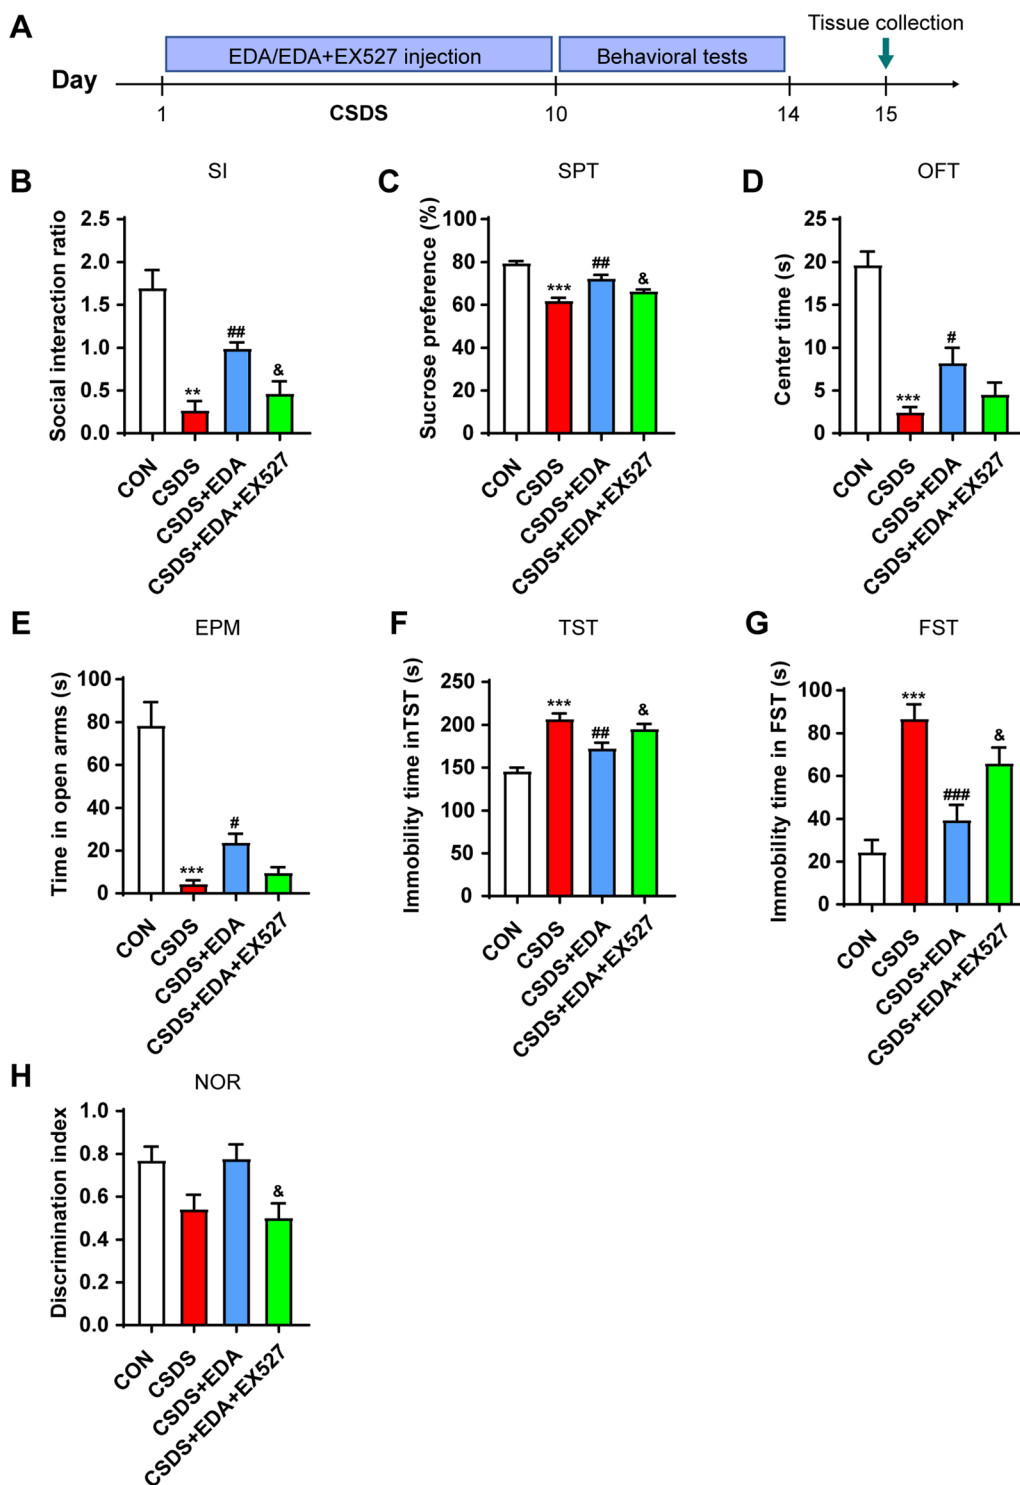 A
Tissue collection
EDA/EDA+EX527 injection
Behavioral tests
Day
1
CSDS
10
14
15
B
SI
Social interaction ratio
2.5
2.0
1.5
1.0
0.5
0.0
**
##
&
CON
CSDS
CSDS+EDA
CSDS+EDA+EX527
C
SPT
Sucrose preference (%)
100
80
60
40
20
0
***
##
&
CON
CSDS
CSDS+EDA
CSDS+EDA+EX527
D
OFT
Center time (s)
25
20
15
10
5
0
***
#
CON
CSDS
CSDS+EDA
CSDS+EDA+EX527
E
EPM
Time in open arms (s)
100
80
60
40
20
0
***
#
CON
CSDS
CSDS+EDA
CSDS+EDA+EX527
F
TST
Immobility time inTST (s)
250
200
150
100
50
0
***
##
&
CON
CSDS
CSDS+EDA
CSDS+EDA+EX527
G
FST
Immobility time in FST (s)
100
80
60
40
20
0
***
###
&
CON
CSDS
CSDS+EDA
CSDS+EDA+EX527
H
NOR
Discrimination index
1.0
0.8
0.6
0.4
0.2
0.0
&
CON
CSDS
CSDS+EDA
CSDS+EDA+EX527